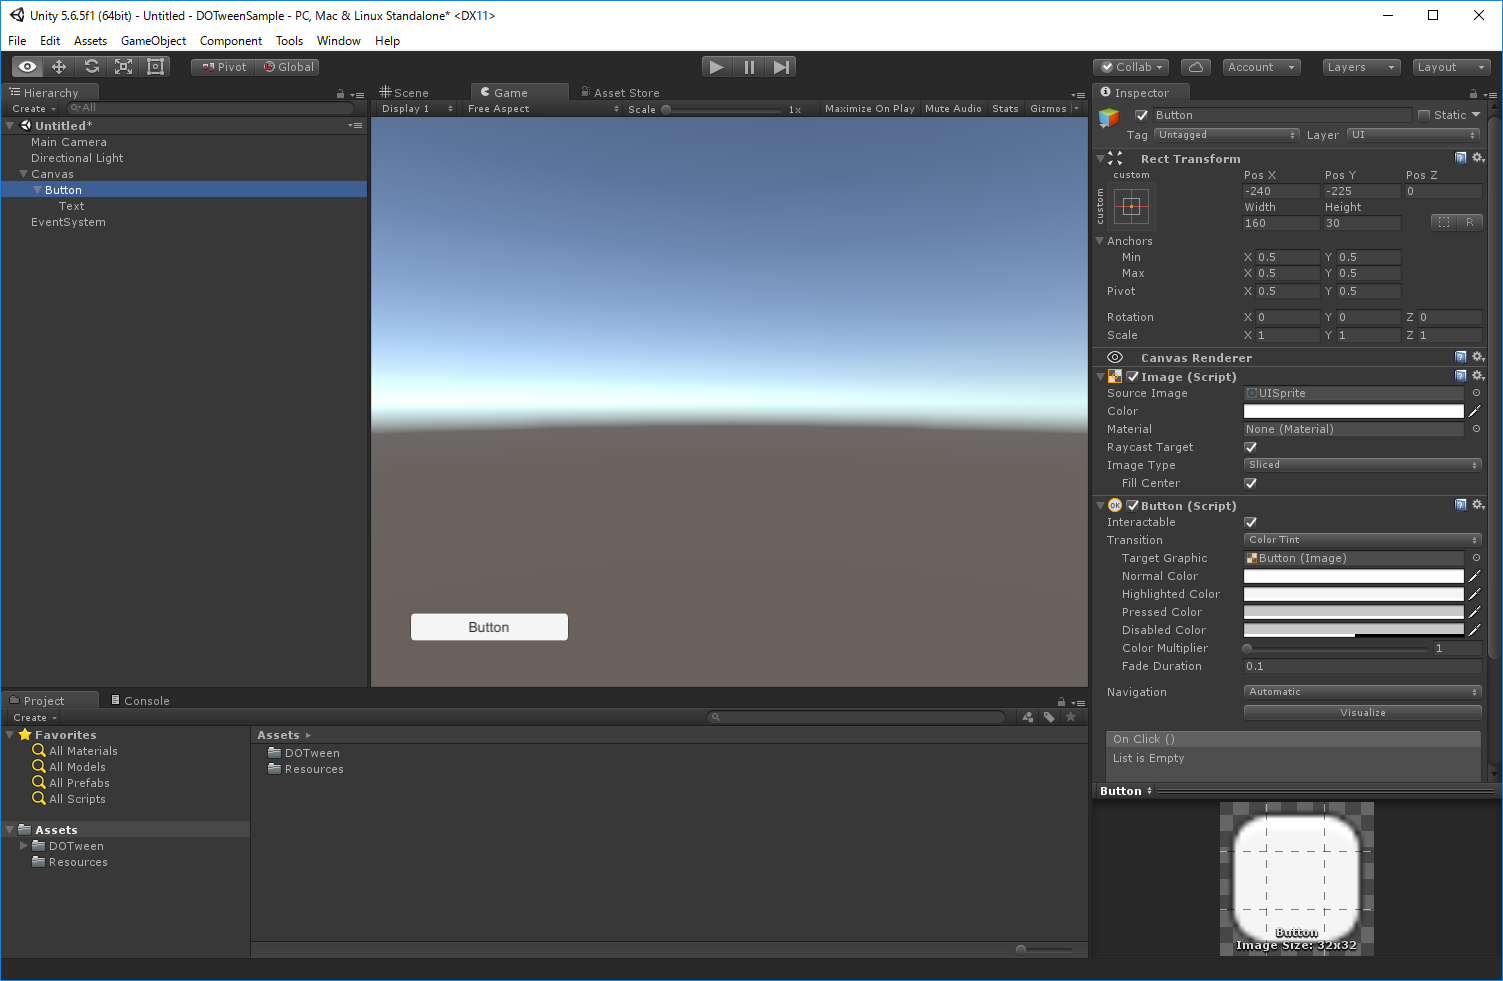 Unity 5.6.5f1 (64bit) - Untitled - DOTweenSample - PC, Mac & Linux Standalone* <DX11>
File Edit Assets GameObject Component Tools Window Help
Pivot Global Collab Account Layers Layout
Hierarchy
Create All
Untitled*
Main Camera
Directional Light
Canvas
Button
Text
EventSystem
Scene Game Asset Store
Display 1 Free Aspect Scale 1x Maximize On Play Mute Audio Stats Gizmos
Button
Inspector
Button Static
Tag Untagged Layer UI
Rect Transform
custom Pos X Pos Y Pos Z
custom
-240 -225 0
Width Height
160 30
R
Anchors
Min X 0.5 Y 0.5
Max X 0.5 Y 0.5
Pivot X 0.5 Y 0.5
Rotation X 0 Y 0 Z 0
Scale X 1 Y 1 Z 1
Canvas Renderer
Image (Script)
Source Image UISprite
Color
Material None (Material)
Raycast Target
Image Type Sliced
Fill Center
OK Button (Script)
Interactable
Transition Color Tint
Target Graphic Button (Image)
Normal Color
Highlighted Color
Pressed Color
Disabled Color
Color Multiplier 1
Fade Duration 0.1
Navigation Automatic
Visualize
On Click ()
List is Empty
Button
Button
Image Size: 32x32
Project Console
Create
Favorites
All Materials
All Models
All Prefabs
All Scripts
Assets
DOTween
Resources
Assets
DOTween
Resources